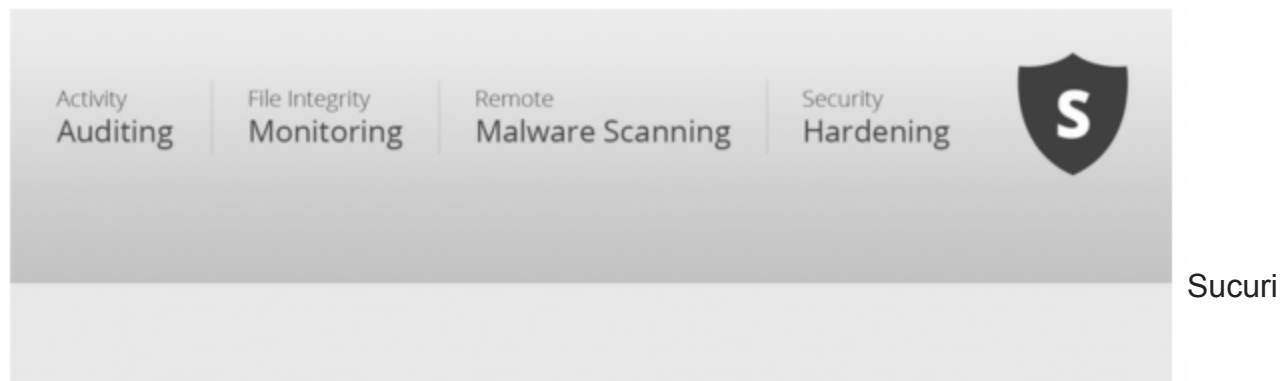 Activity
Auditing
File Integrity
Monitoring
Remote
Malware Scanning
Security
Hardening
S
Sucuri